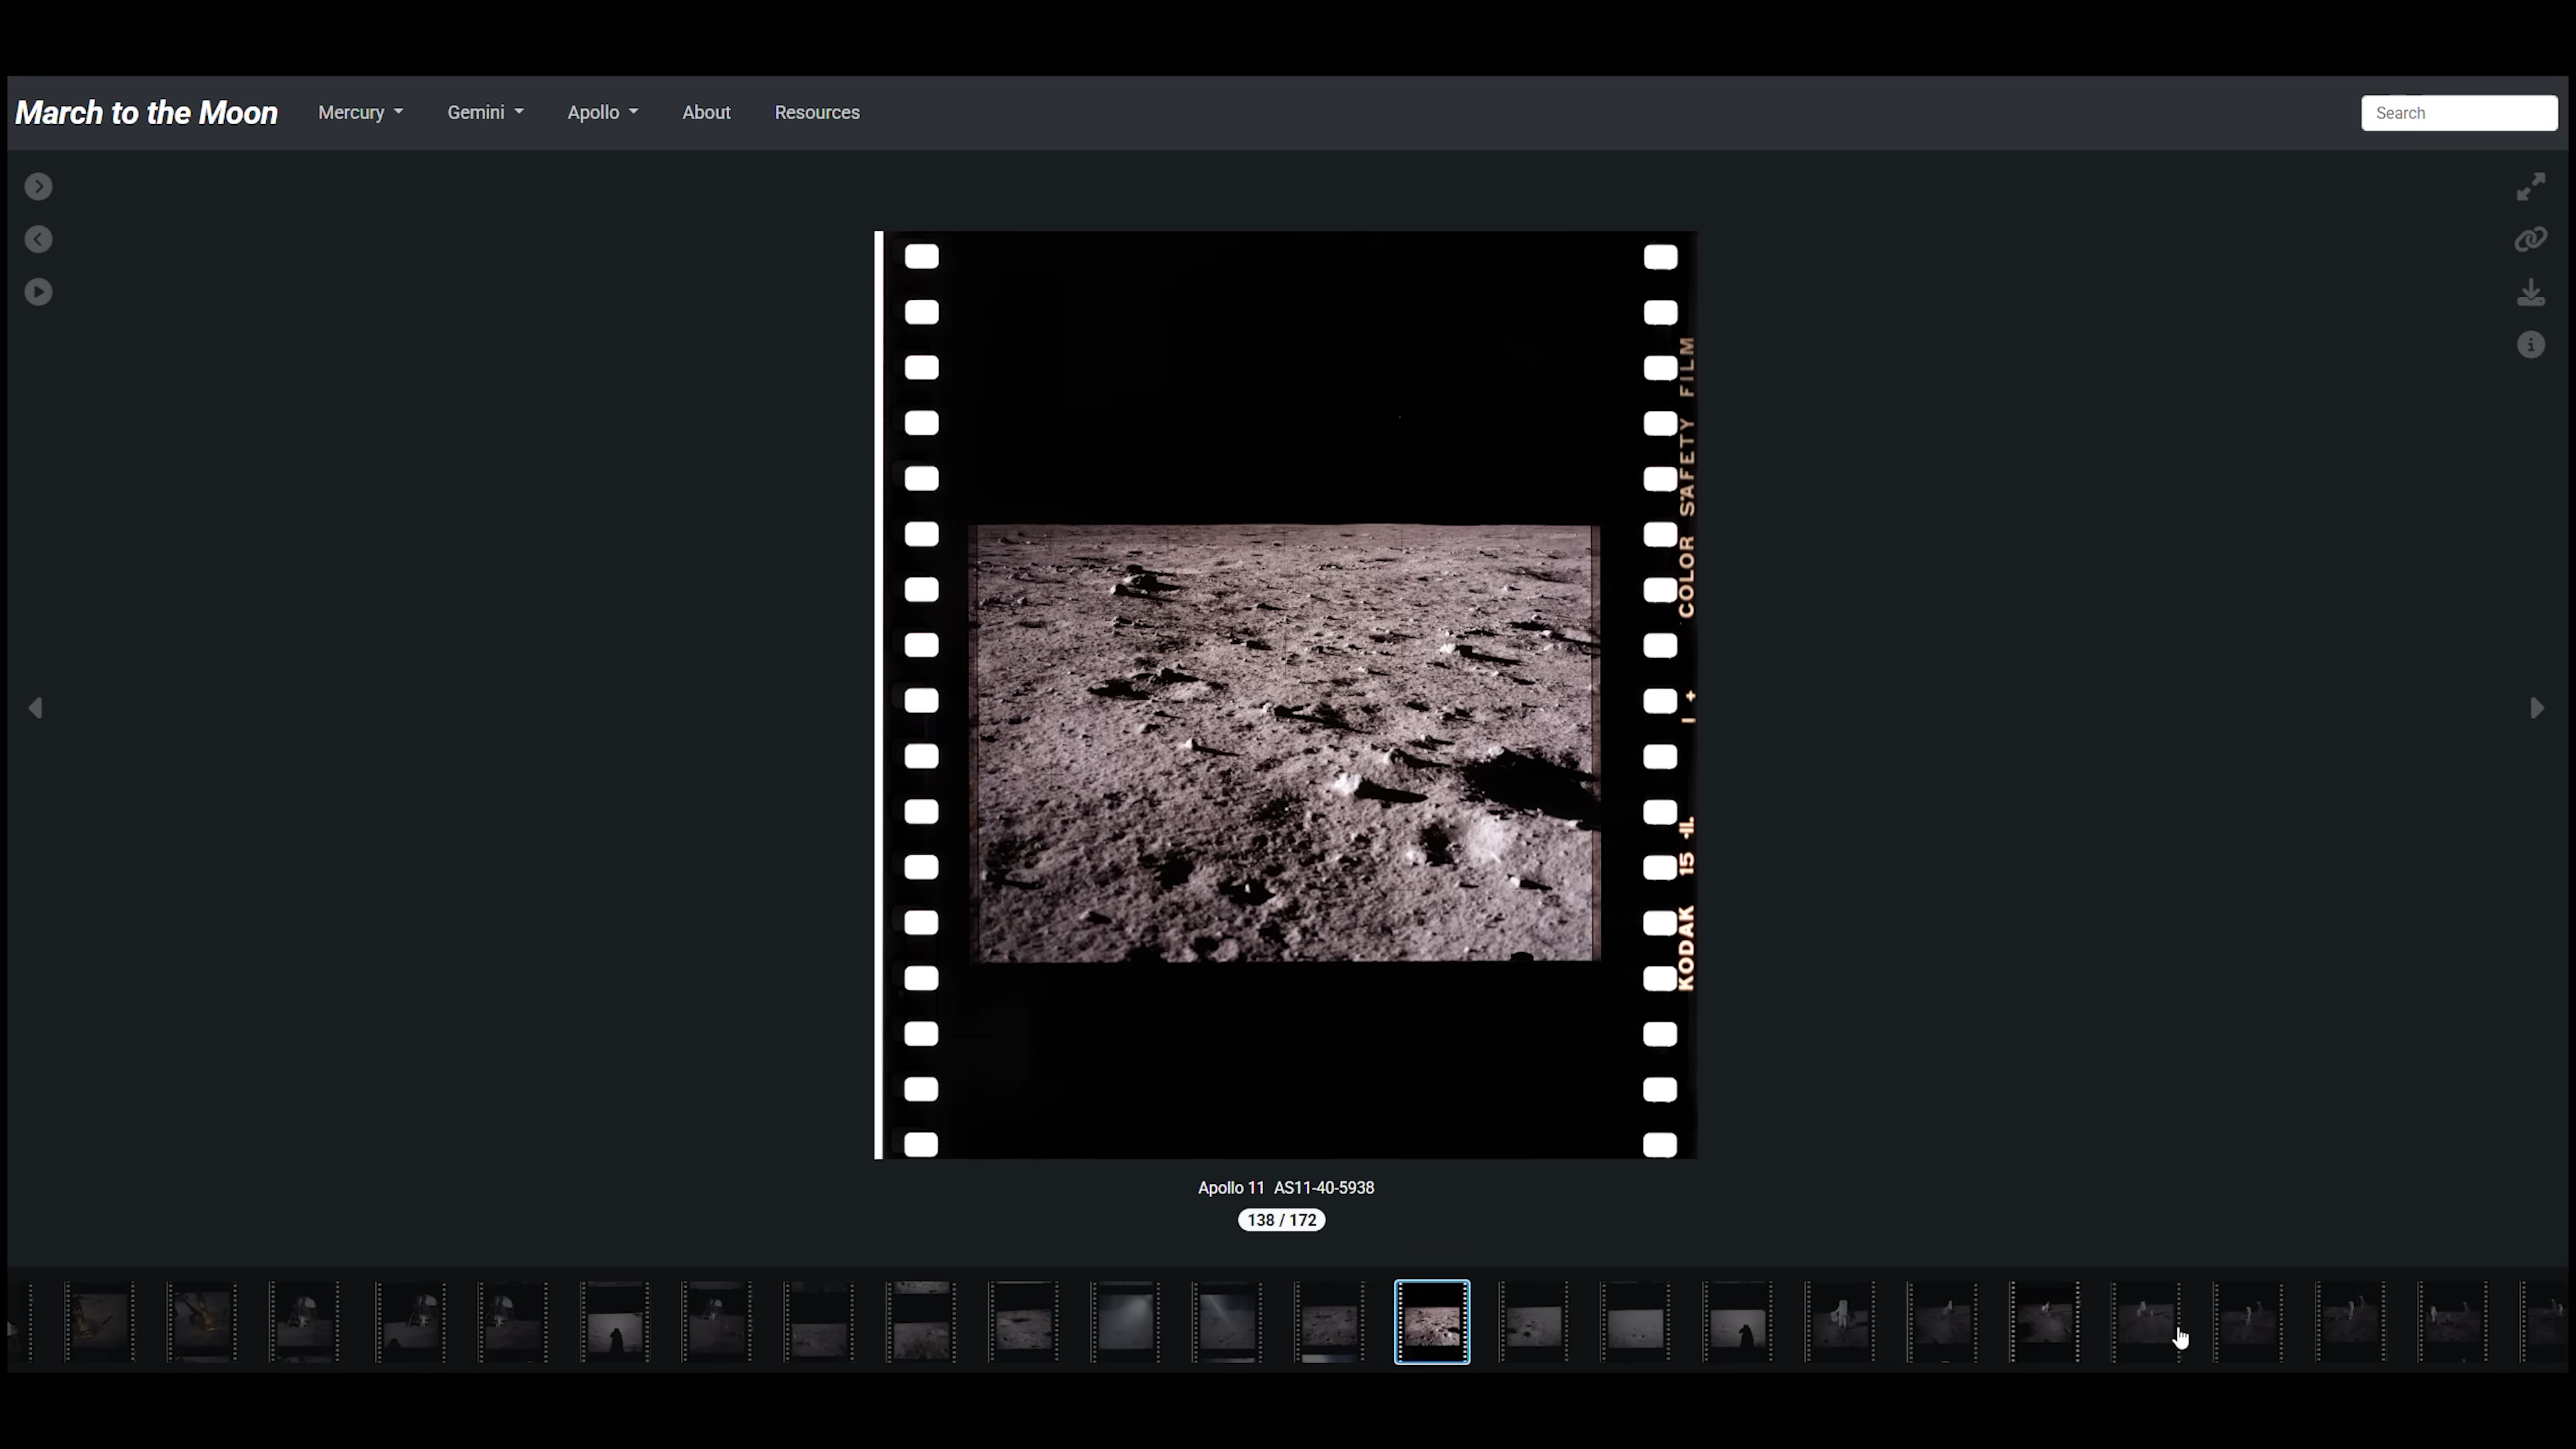 March to the Moon
Mercury
Gemini
Apollo
About
Resources
Search
KODAK 15 I + COLOR SAFETY FILM
Apollo 11 AS11-40-5938
138 / 172